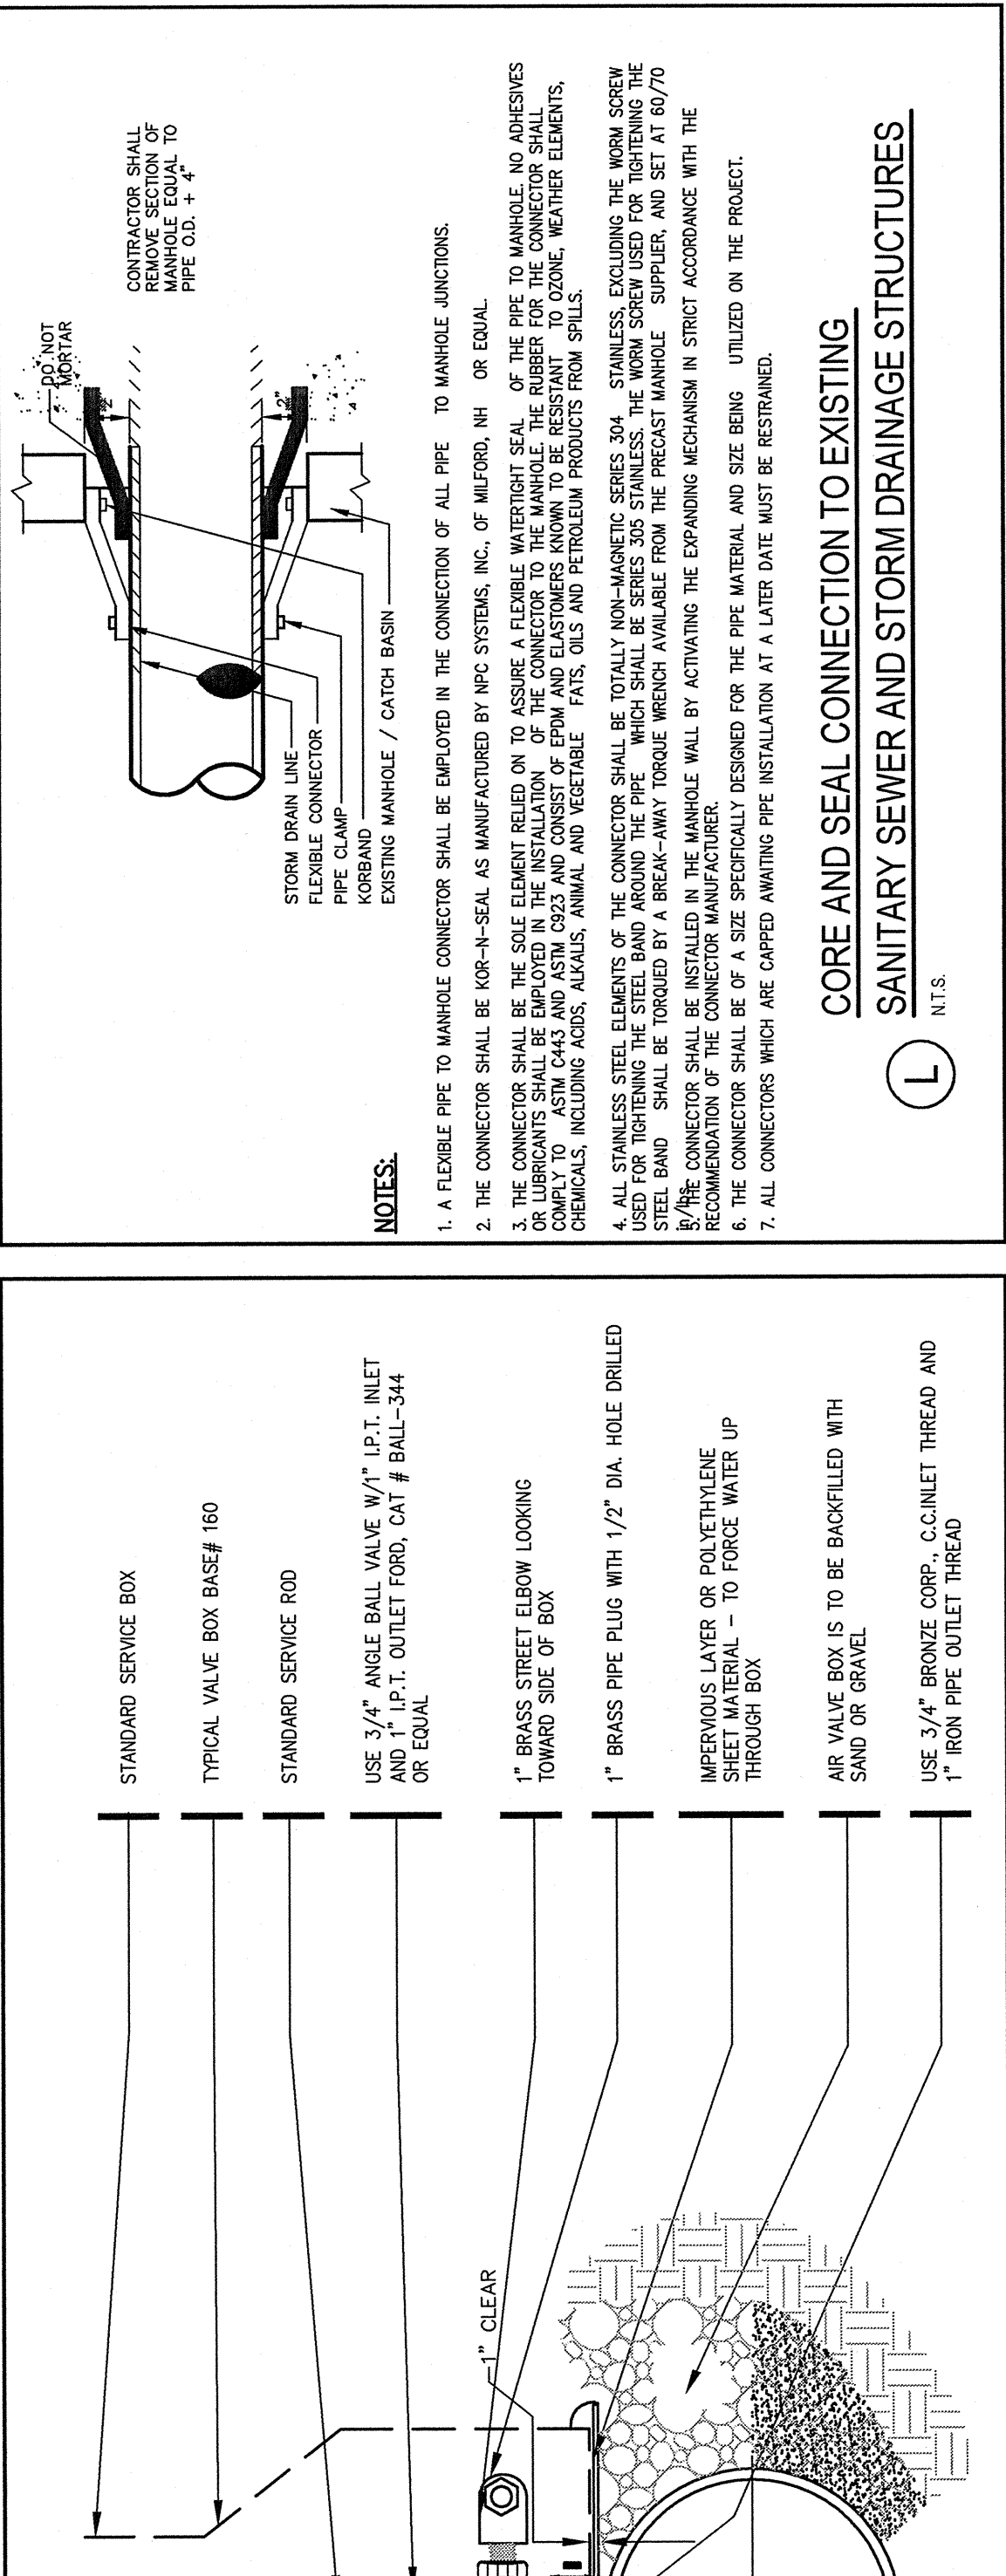 STANDARD SERVICE BOX
TYPICAL VALVE BOX BASE# 160
STANDARD SERVICE ROD
USE 3/4" ANGLE BALL VALVE W/1" I.P.T. INLET
AND 1" I.P.T. OUTLET FORD, CAT # BALL-344
OR EQUAL
1" CLEAR
1" BRASS STREET ELBOW LOOKING
TOWARD SIDE OF BOX
1" BRASS PIPE PLUG WITH 1/2" DIA. HOLE DRILLED
IMPERVIOUS LAYER OR POLYETHYLENE
SHEET MATERIAL - TO FORCE WATER UP
THROUGH BOX
AIR VALVE BOX IS TO BE BACKFILLED WITH
SAND OR GRAVEL
USE 3/4" BRONZE CORP., C.C.INLET THREAD AND
1" IRON PIPE OUTLET THREAD
DO NOT
MORTAR
CONTRACTOR SHALL
REMOVE SECTION OF
MANHOLE EQUAL TO
PIPE O.D. + 4"
2"
2"
STORM DRAIN LINE
FLEXIBLE CONNECTOR
PIPE CLAMP
KORBAND
EXISTING MANHOLE / CATCH BASIN
NOTES:
1. A FLEXIBLE PIPE TO MANHOLE CONNECTOR SHALL BE EMPLOYED IN THE CONNECTION OF ALL PIPE TO MANHOLE JUNCTIONS.
2. THE CONNECTOR SHALL BE KOR-N-SEAL AS MANUFACTURED BY NPC SYSTEMS, INC., OF MILFORD, NH OR EQUAL.
3. THE CONNECTOR SHALL BE THE SOLE ELEMENT RELIED ON TO ASSURE A FLEXIBLE WATERTIGHT SEAL OF THE PIPE TO MANHOLE. NO ADHESIVES
OR LUBRICANTS SHALL BE EMPLOYED IN THE INSTALLATION OF THE CONNECTOR TO THE MANHOLE. THE RUBBER FOR THE CONNECTOR SHALL
COMPLY TO ASTM C443 AND ASTM C923 AND CONSIST OF EPDM AND ELASTOMERS KNOWN TO BE RESISTANT TO OZONE, WEATHER ELEMENTS,
CHEMICALS, INCLUDING ACIDS, ALKALIS, ANIMAL AND VEGETABLE FATS, OILS AND PETROLEUM PRODUCTS FROM SPILLS.
4. ALL STAINLESS STEEL ELEMENTS OF THE CONNECTOR SHALL BE TOTALLY NON-MAGNETIC SERIES 304 STAINLESS, EXCLUDING THE WORM SCREW
USED FOR TIGHTENING THE STEEL BAND AROUND THE PIPE WHICH SHALL BE SERIES 305 STAINLESS. THE WORM SCREW USED FOR TIGHTENING THE
STEEL BAND SHALL BE TORQUED BY A BREAK-AWAY TORQUE WRENCH AVAILABLE FROM THE PRECAST MANHOLE SUPPLIER, AND SET AT 60/70
in/lbs.
5. THE CONNECTOR SHALL BE INSTALLED IN THE MANHOLE WALL BY ACTIVATING THE EXPANDING MECHANISM IN STRICT ACCORDANCE WITH THE
RECOMMENDATION OF THE CONNECTOR MANUFACTURER.
6. THE CONNECTOR SHALL BE OF A SIZE SPECIFICALLY DESIGNED FOR THE PIPE MATERIAL AND SIZE BEING UTILIZED ON THE PROJECT.
7. ALL CONNECTORS WHICH ARE CAPPED AWAITING PIPE INSTALLATION AT A LATER DATE MUST BE RESTRAINED.
CORE AND SEAL CONNECTION TO EXISTING
L SANITARY SEWER AND STORM DRAINAGE STRUCTURES
N.T.S.